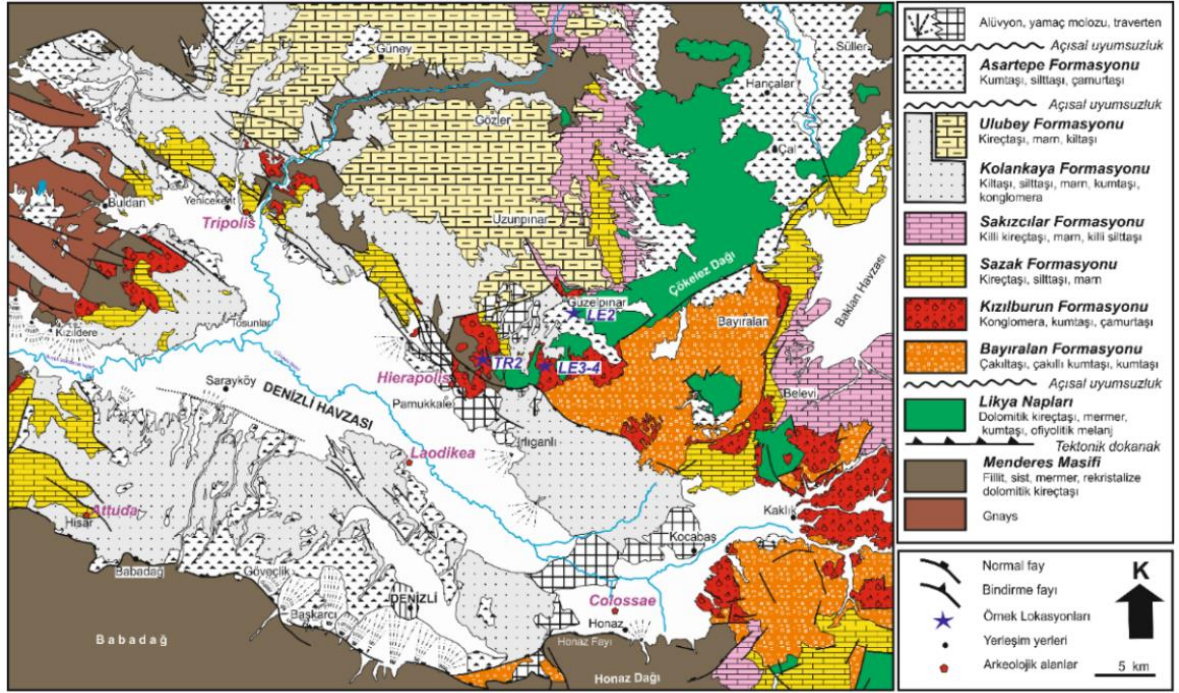 Güney
Süller
Hançalar
Gözler
Çal
Buldan
Yenicekent
Tripolis
Uzunpınar
Çökelez Dağı
Baklan Havzası
Güzelpınar
LE2
Bayıralan
Kızıldere
Tosunlar
TR2
LE3-4
Hierapolis
Sarayköy
Pamukkale
Belevi
DENİZLİ HAVZASI
Irlıganlı
Laodikea
Attuda
Hisar
Kaklık
Kocabaş
Babadağ
Göveçlik
DENİZLİ
Colossae
Başkarcı
Honaz
Babadağ
Honaz Fayı
Honaz Dağı
Alüvyon, yamaç molozu, traverten
Açısal uyumsuzluk
Asartepe Formasyonu
Kumtaşı, silttaşı, çamurtaşı
Açısal uyumsuzluk
Ulubey Formasyonu
Kireçtaşı, marn, kiltaşı
Kolankaya Formasyonu
Kiltaşı, silttaşı, marn, kumtaşı,
konglomera
Sakızcılar Formasyonu
Killi kireçtaşı, marn, killi silttaşı
Sazak Formasyonu
Kireçtaşı, silttaşı, marn
Kızılburun Formasyonu
Konglomera, kumtaşı, çamurtaşı
Bayıralan Formasyonu
Çakıltaşı, çakıllı kumtaşı, kumtaşı
Açısal uyumsuzluk
Likya Napları
Dolomitik kireçtaşı, mermer,
kumtaşı, ofiyolitik melanj
Tektonik dokanak
Menderes Masifi
Fillit, şist, mermer, rekristalize
dolomitik kireçtaşı
Gnays
Normal fay
Bindirme fayı
Örnek Lokasyonları
Yerleşim yerleri
Arkeolojik alanlar
K
5 km